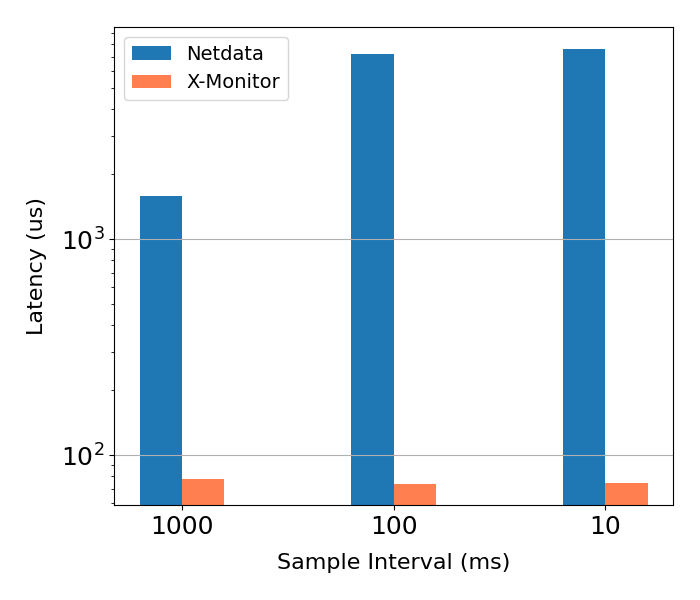 Netdata
X-Monitor
Latency (us)
10³
10²
1000 100 10
Sample Interval (ms)